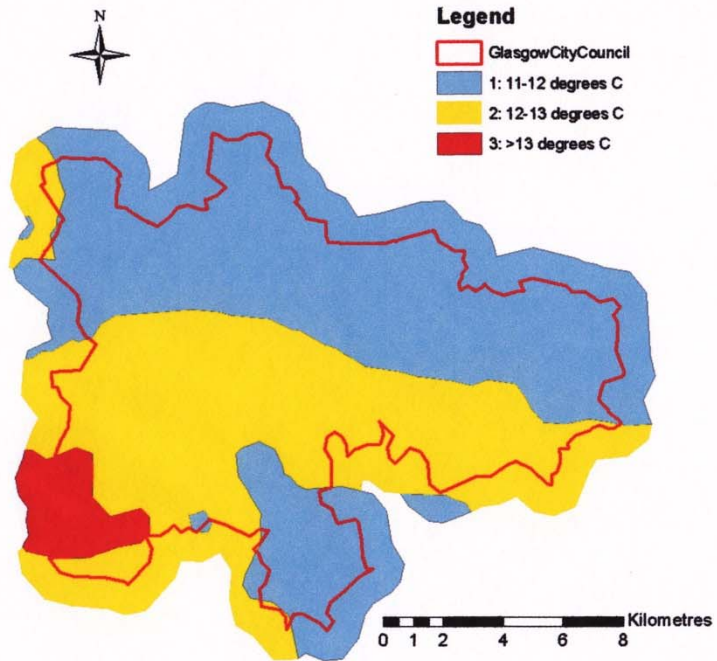 N
Legend
GlasgowCityCouncil
1: 11-12 degrees C
2: 12-13 degrees C
3: >13 degrees C
Kilometres
0 1 2 4 6 8